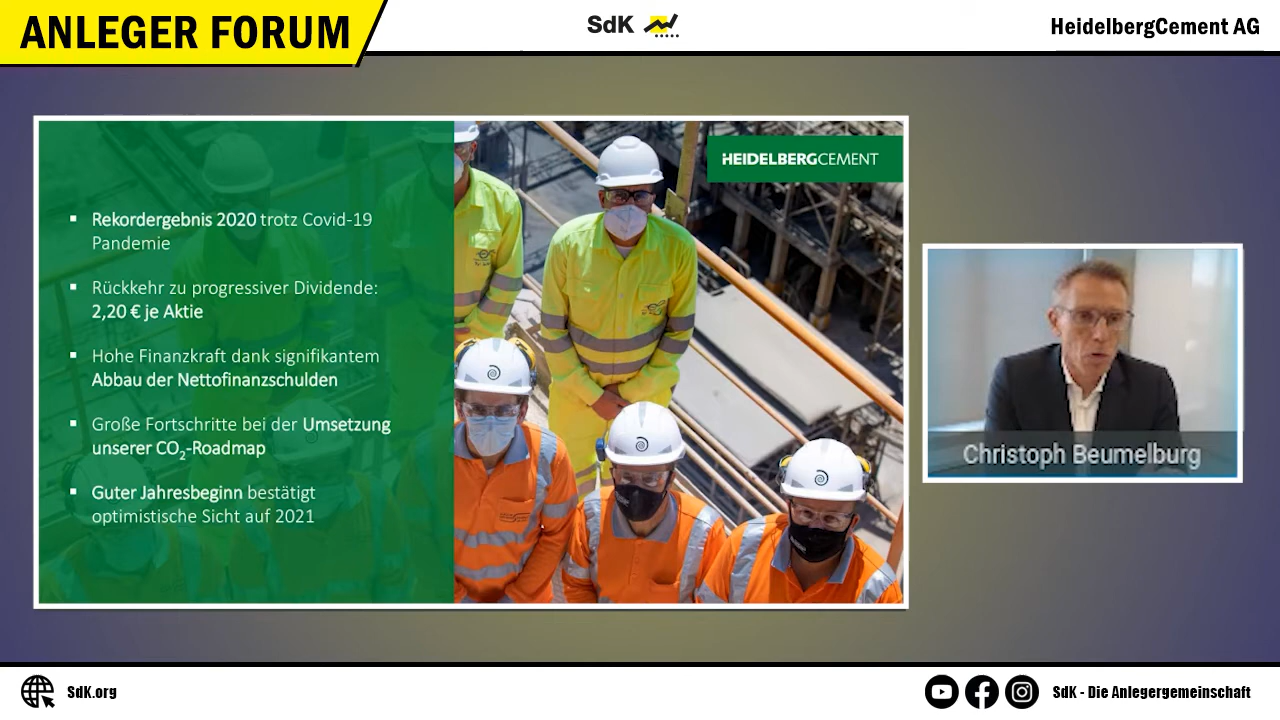 ANLEGER FORUM
SdK
HeidelbergCement AG
HEIDELBERGCEMENT
▪ Rekordergebnis 2020 trotz Covid-19
Pandemie
▪ Rückkehr zu progressiver Dividende:
2,20 € je Aktie
▪ Hohe Finanzkraft dank signifikantem
Abbau der Nettofinanzschulden
▪ Große Fortschritte bei der Umsetzung
unserer CO₂-Roadmap
▪ Guter Jahresbeginn bestätigt
optimistische Sicht auf 2021
Christoph Beumelburg
SdK.org
SdK - Die Anlegergemeinschaft